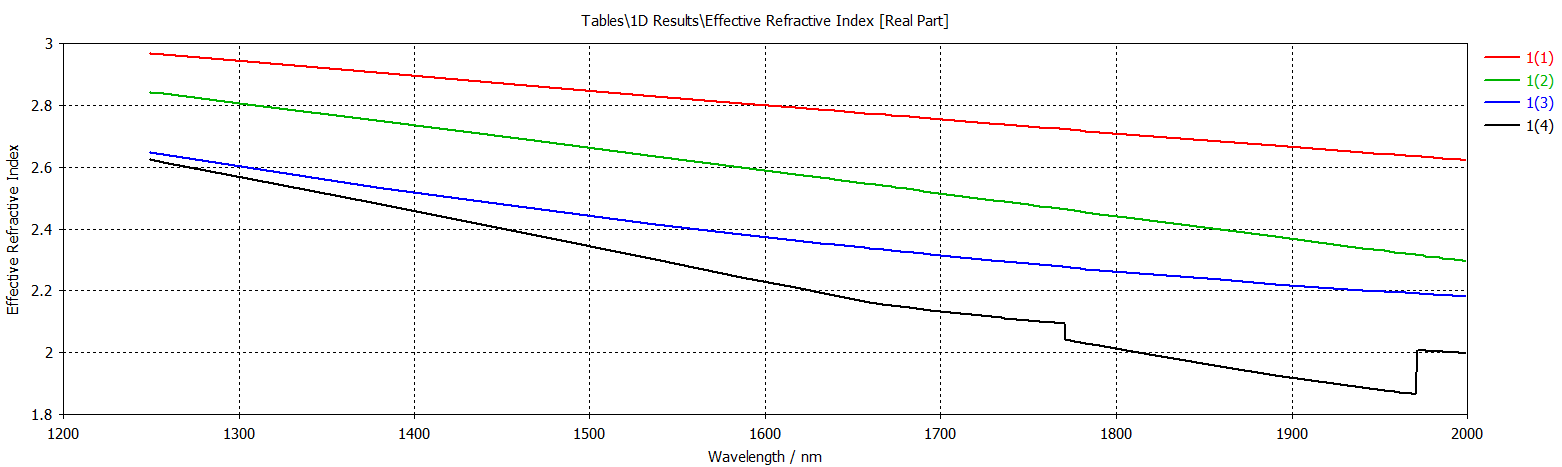 Tables\1D Results\Effective Refractive Index [Real Part]
Effective Refractive Index
3
2.8
2.6
2.4
2.2
2
1.8
1200 1300 1400 1500 1600 1700 1800 1900 2000
Wavelength / nm
1(1)
1(2)
1(3)
1(4)